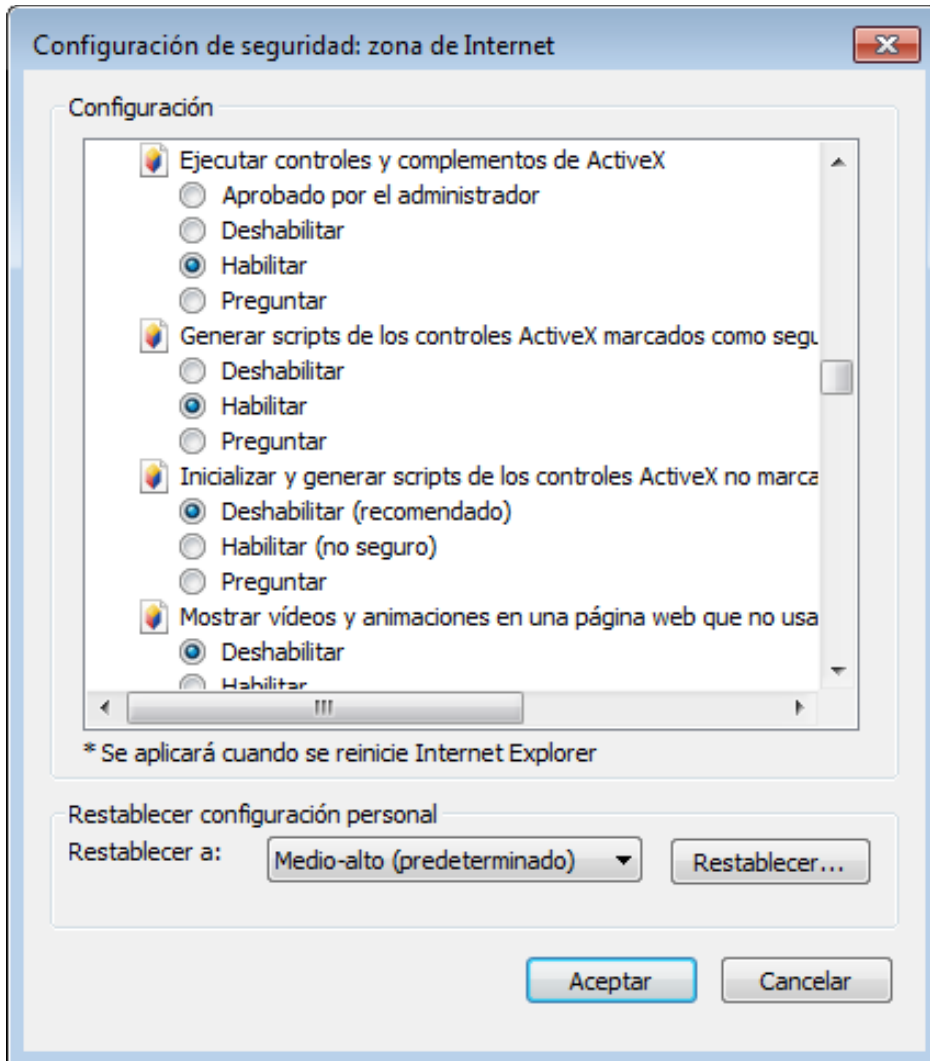 Configuración de seguridad: zona de Internet
Configuración
Ejecutar controles y complementos de ActiveX
Aprobado por el administrador
Deshabilitar
Habilitar
Preguntar
Generar scripts de los controles ActiveX marcados como segu
Deshabilitar
Habilitar
Preguntar
Inicializar y generar scripts de los controles ActiveX no marca
Deshabilitar (recomendado)
Habilitar (no seguro)
Preguntar
Mostrar vídeos y animaciones en una página web que no usa
Deshabilitar
Habilitar
* Se aplicará cuando se reinicie Internet Explorer
Restablecer configuración personal
Restablecer a: Medio-alto (predeterminado) Restablecer...
Aceptar Cancelar